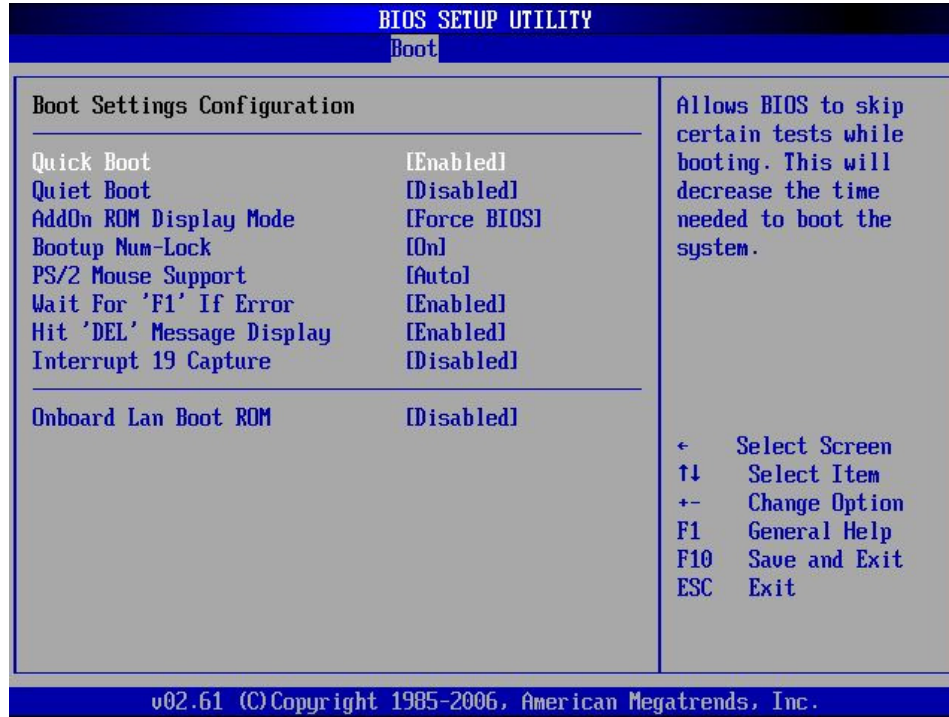 BIOS SETUP UTILITY
Boot
Boot Settings Configuration
Quick Boot [Enabled]
Quiet Boot [Disabled]
AddOn ROM Display Mode [Force BIOS]
Bootup Num-Lock [On]
PS/2 Mouse Support [Auto]
Wait For 'F1' If Error [Enabled]
Hit 'DEL' Message Display [Enabled]
Interrupt 19 Capture [Disabled]
Onboard Lan Boot ROM [Disabled]
Allows BIOS to skip
certain tests while
booting. This will
decrease the time
needed to boot the
system.
← Select Screen
↑↓ Select Item
+- Change Option
F1 General Help
F10 Save and Exit
ESC Exit
v02.61 (C)Copyright 1985-2006, American Megatrends, Inc.